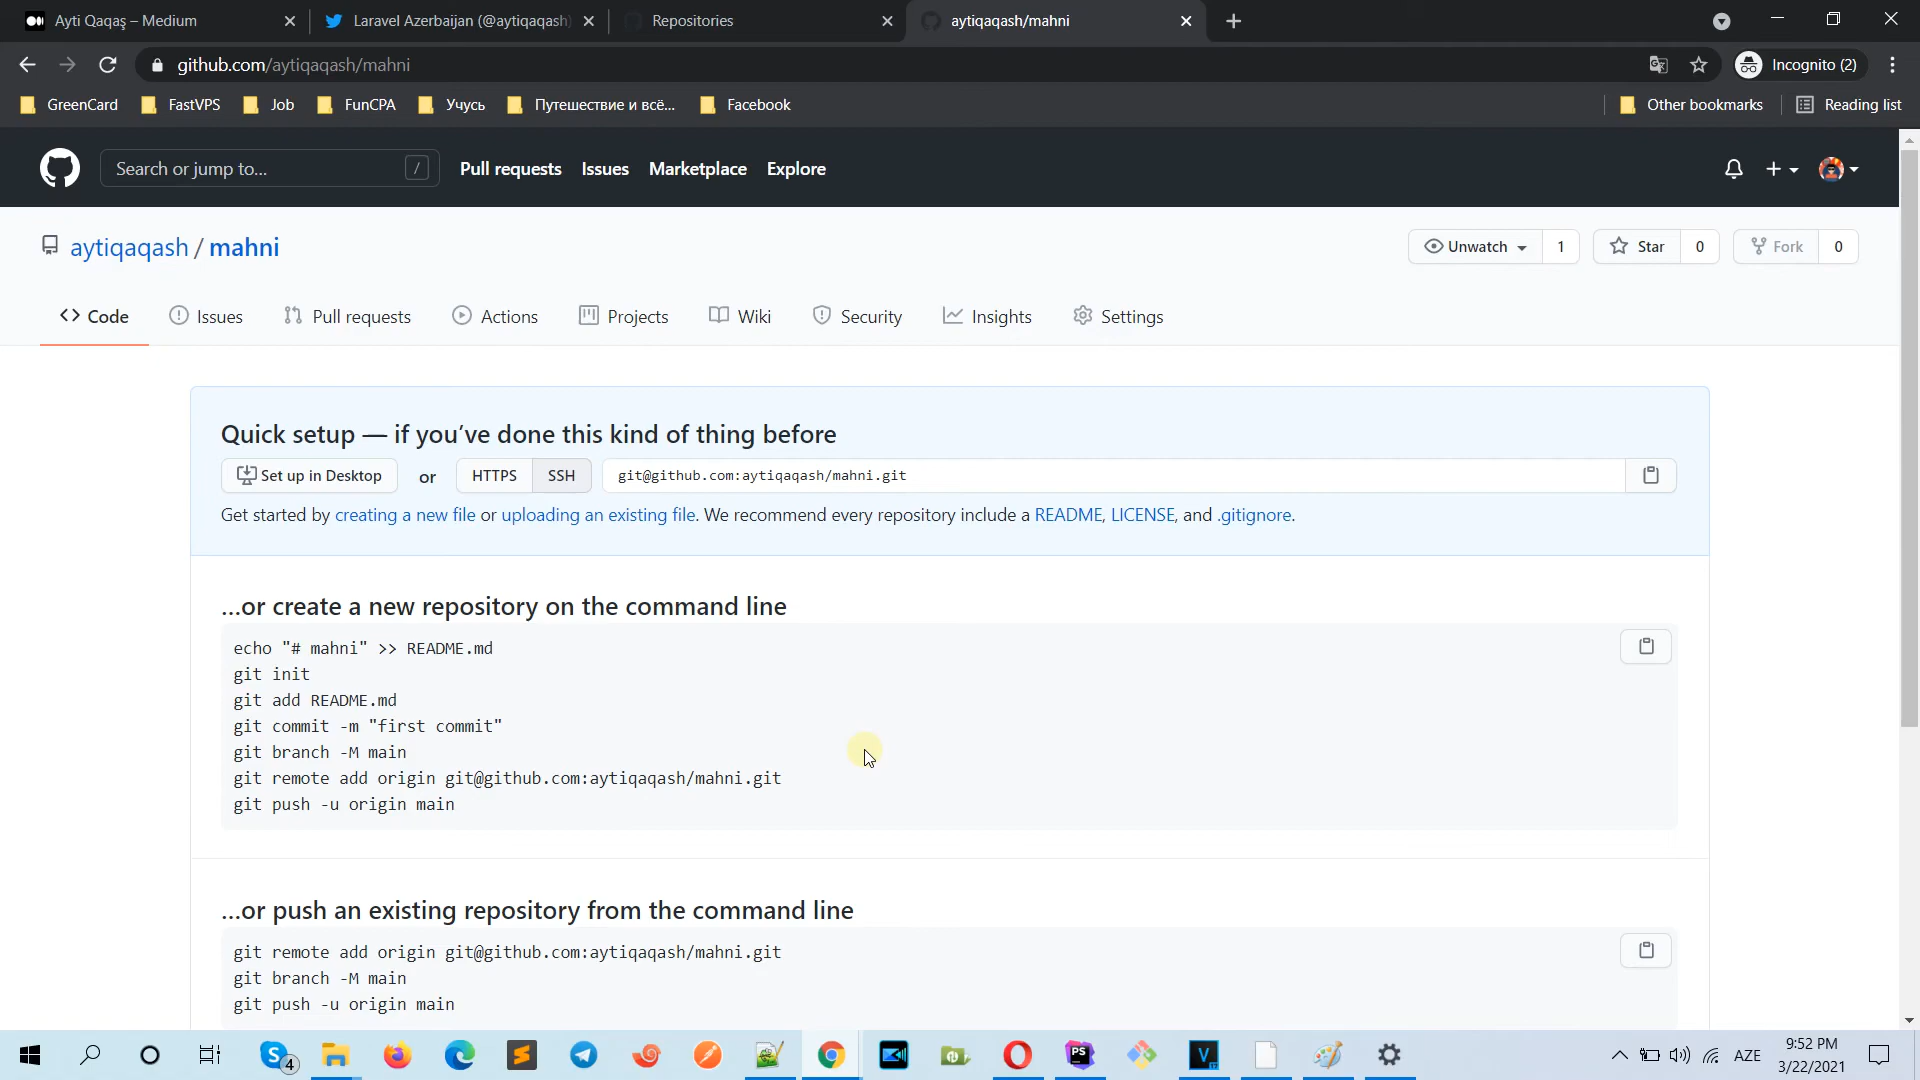 Ayti Qaqaş – Medium
Laravel Azerbaijan (@aytiqaqash)
Repositories
aytiqaqash/mahni
github.com/aytiqaqash/mahni
Incognito (2)
GreenCard
FastVPS
Job
FunCPA
Учусь
Путешествие и всё...
Facebook
Other bookmarks
Reading list
Search or jump to...
/
Pull requests
Issues
Marketplace
Explore
aytiqaqash / mahni
Unwatch
1
Star
0
Fork
0
Code
Issues
Pull requests
Actions
Projects
Wiki
Security
Insights
Settings
Quick setup — if you’ve done this kind of thing before
Set up in Desktop
or
HTTPS
SSH
git@github.com:aytiqaqash/mahni.git
Get started by creating a new file or uploading an existing file. We recommend every repository include a README, LICENSE, and .gitignore.
…or create a new repository on the command line
echo "# mahni" >> README.md
git init
git add README.md
git commit -m "first commit"
git branch -M main
git remote add origin git@github.com:aytiqaqash/mahni.git
git push -u origin main
…or push an existing repository from the command line
git remote add origin git@github.com:aytiqaqash/mahni.git
git branch -M main
git push -u origin main
4
PS
V
AZE
9:52 PM
3/22/2021